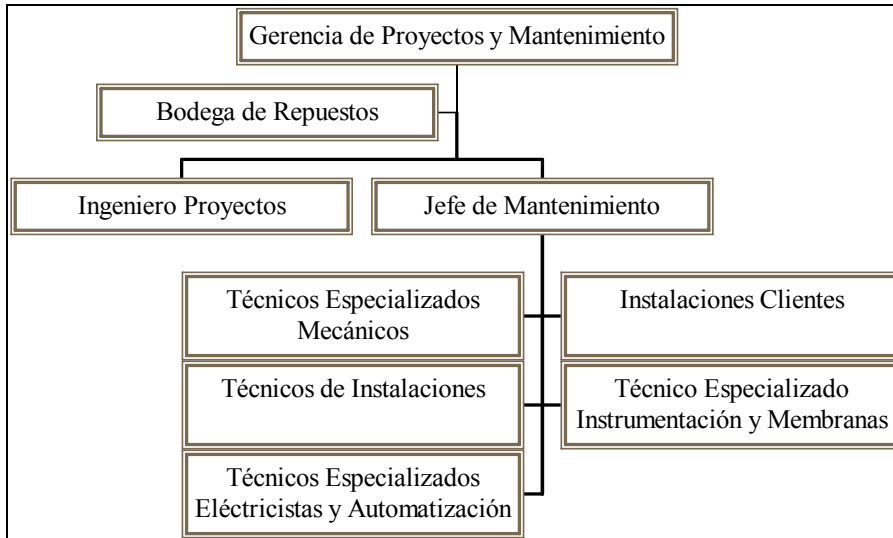 Gerencia de Proyectos y Mantenimiento
Bodega de Repuestos
Ingeniero Proyectos
Jefe de Mantenimiento
Técnicos Especializados
Mecánicos
Instalaciones Clientes
Técnicos de Instalaciones
Técnico Especializado
Instrumentación y Membranas
Técnicos Especializados
Eléctricistas y Automatización